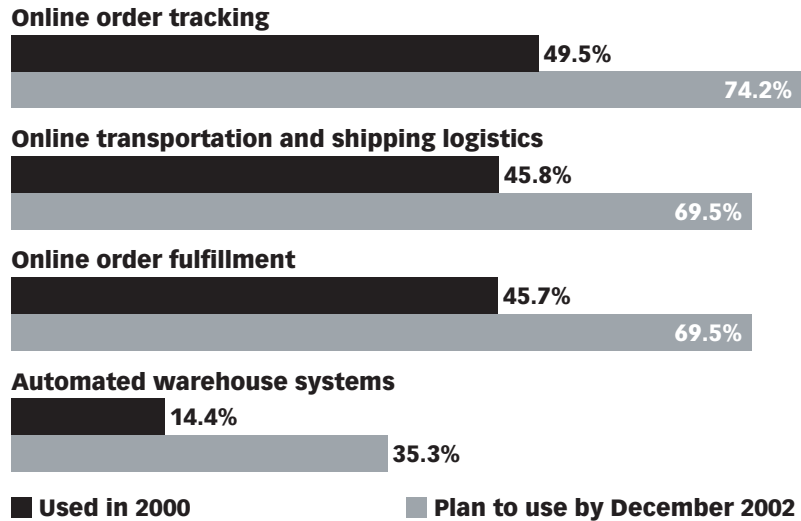 Online order tracking
49.5%
74.2%
Online transportation and shipping logistics
45.8%
69.5%
Online order fulfillment
45.7%
69.5%
Automated warehouse systems
14.4%
35.3%
Used in 2000
Plan to use by December 2002